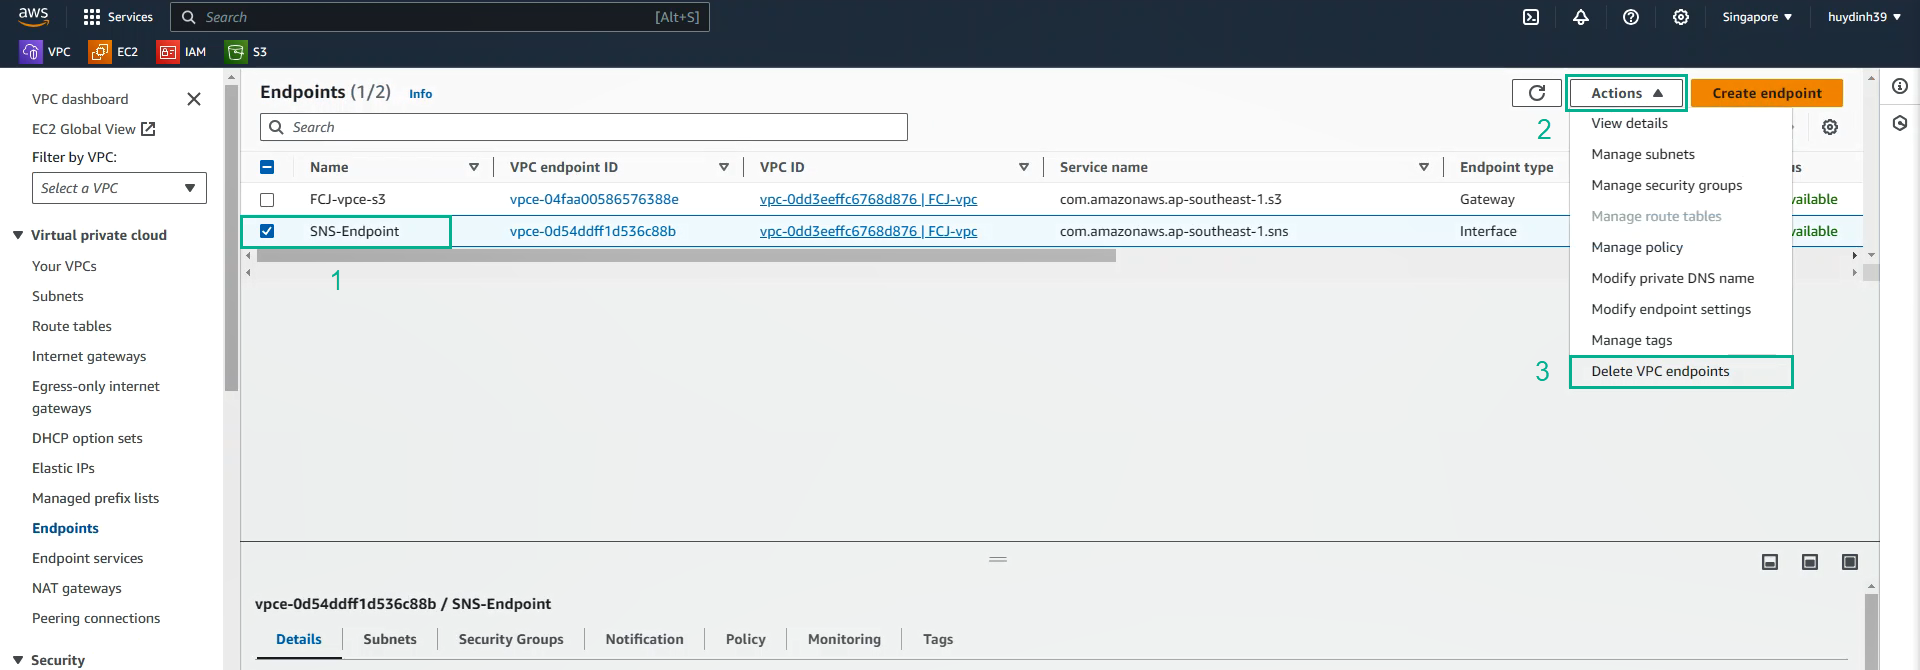 aws
Services
Search
[Alt+S]
Singapore
huydinh39
VPC
EC2
IAM
S3
VPC dashboard
EC2 Global View
Filter by VPC:
Select a VPC
Virtual private cloud
Your VPCs
Subnets
Route tables
Internet gateways
Egress-only internet
gateways
DHCP option sets
Elastic IPs
Managed prefix lists
Endpoints
Endpoint services
NAT gateways
Peering connections
Security
Endpoints (1/2) Info
Actions
Create endpoint
Search
2
Name VPC endpoint ID VPC ID Service name Endpoint type
FCJ-vpce-s3 vpce-04faa00586576388e vpc-0dd3eeffc6768d876 | FCJ-vpc com.amazonaws.ap-southeast-1.s3 Gateway
SNS-Endpoint vpce-0d54ddff1d536c88b vpc-0dd3eeffc6768d876 | FCJ-vpc com.amazonaws.ap-southeast-1.sns Interface
1
View details
Manage subnets
Manage security groups
Manage route tables
Manage policy
Modify private DNS name
Modify endpoint settings
Manage tags
3
Delete VPC endpoints
vpce-0d54ddff1d536c88b / SNS-Endpoint
Details Subnets Security Groups Notification Policy Monitoring Tags